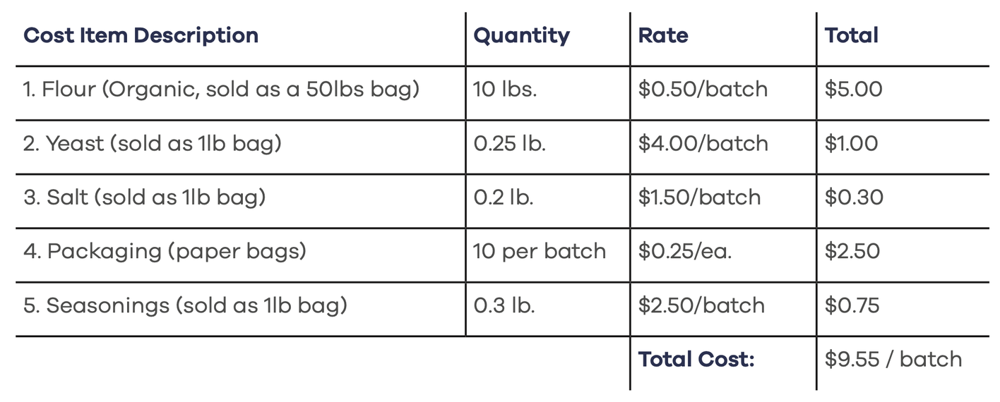 Cost Item Description Quantity Rate Total
1. Flour (Organic, sold as a 50lbs bag) 10 lbs. $0.50/batch $5.00
2. Yeast (sold as 1lb bag) 0.25 lb. $4.00/batch $1.00
3. Salt (sold as 1lb bag) 0.2 lb. $1.50/batch $0.30
4. Packaging (paper bags) 10 per batch $0.25/ea. $2.50
5. Seasonings (sold as 1lb bag) 0.3 lb. $2.50/batch $0.75
Total Cost: $9.55 / batch